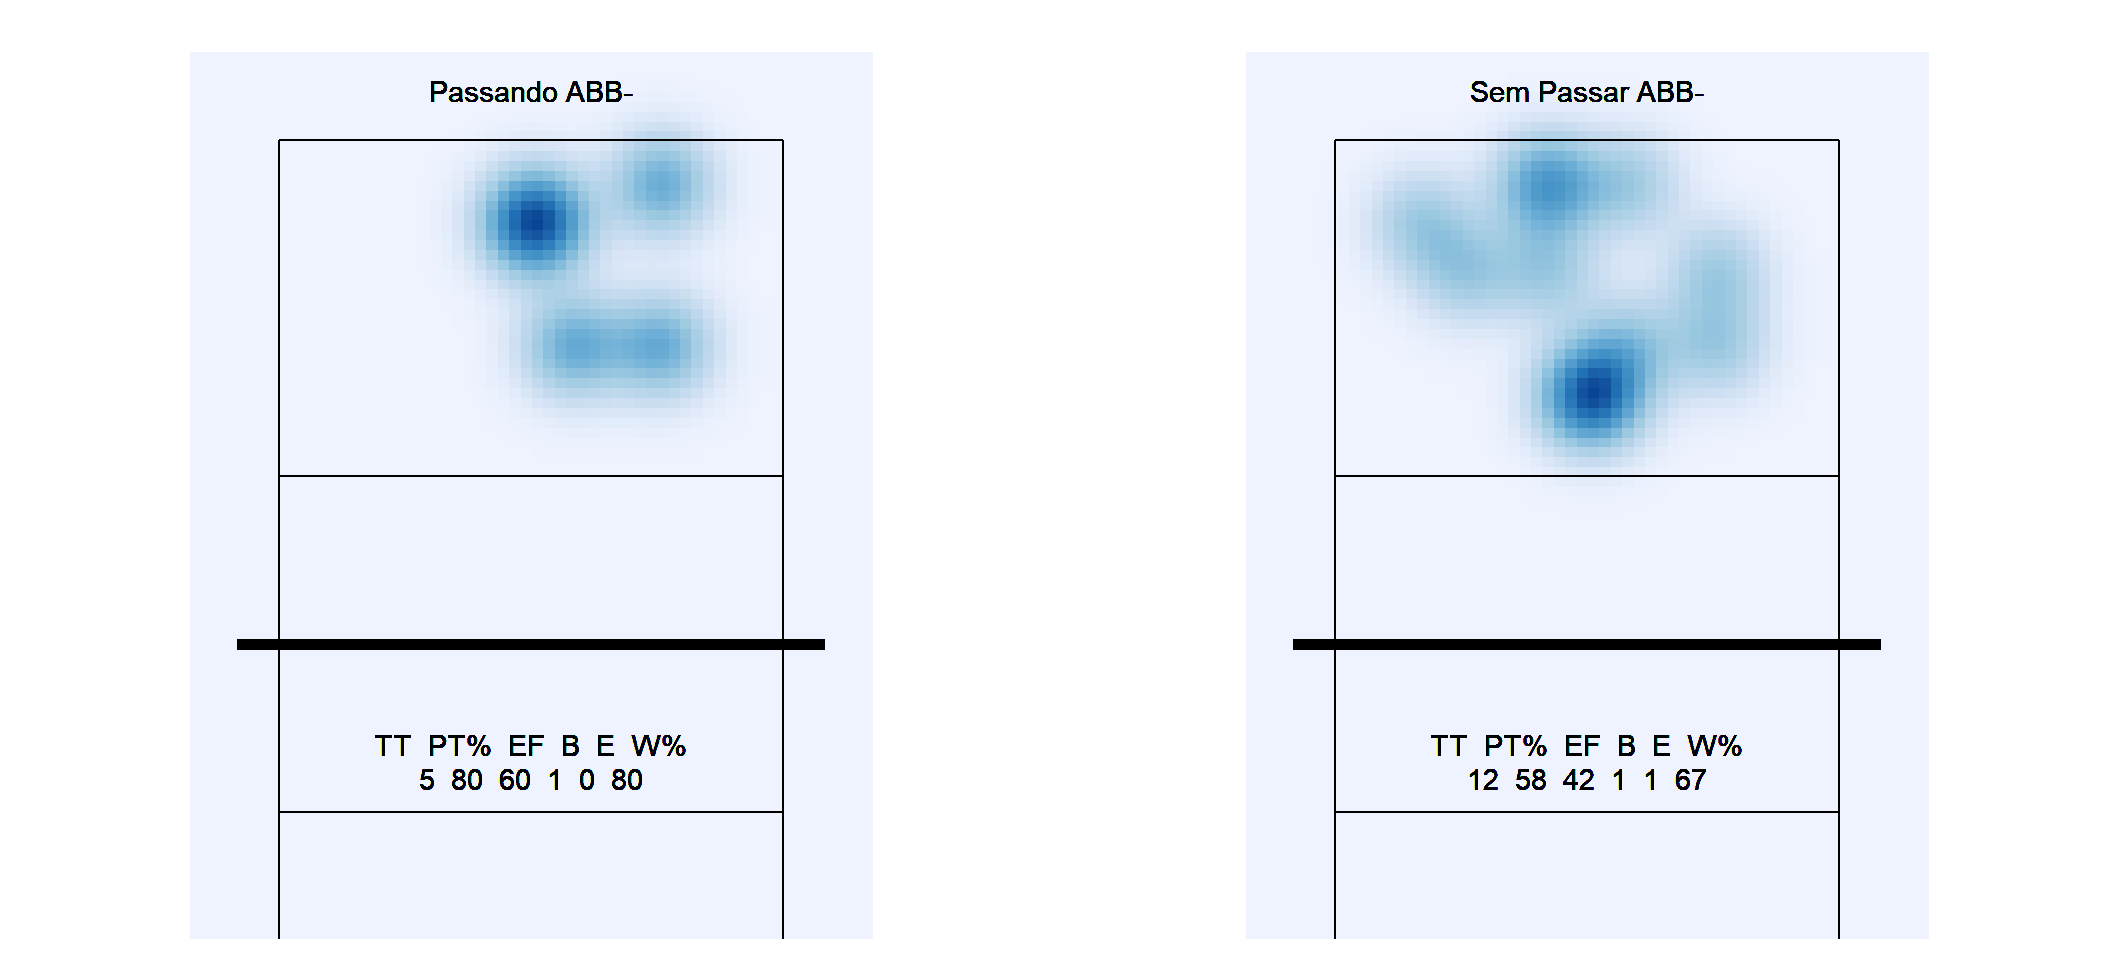 Passando ABB-
TT PT% EF B E W%
5 80 60 1 0 80
Sem Passar ABB-
TT PT% EF B E W%
12 58 42 1 1 67